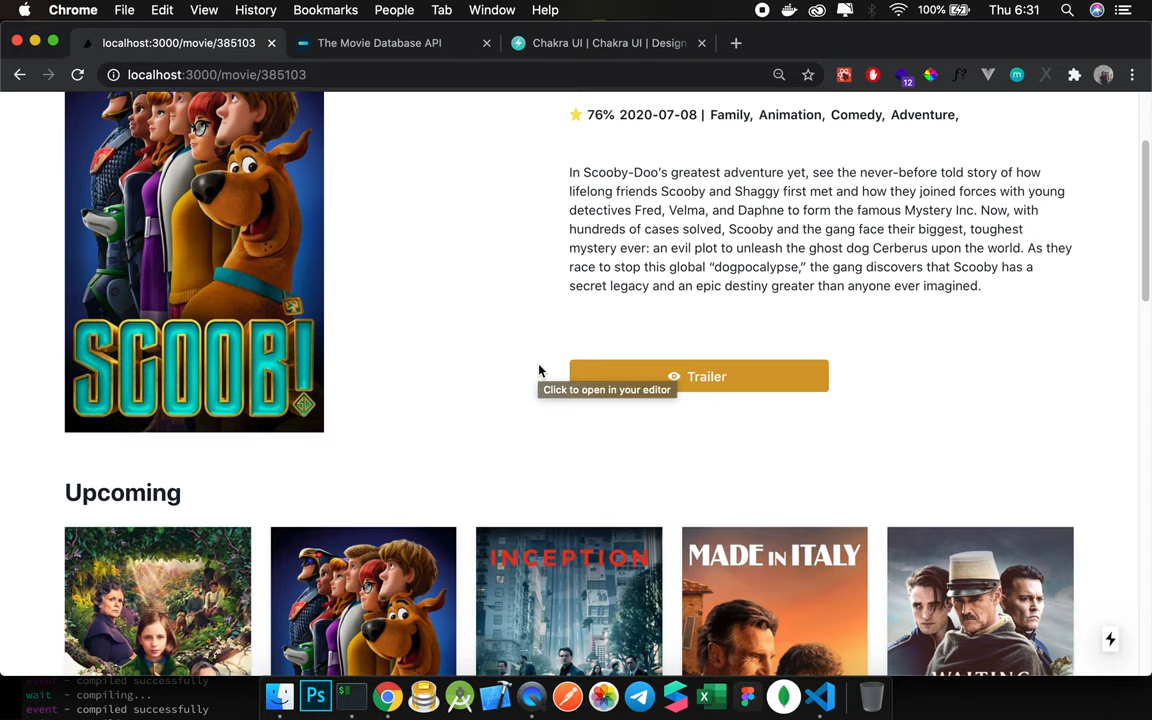 Chrome File Edit View History Bookmarks People Tab Window Help 100% Thu 6:31
localhost:3000/movie/385103 The Movie Database API Chakra UI | Chakra UI | Design
localhost:3000/movie/385103 12 f? m X
76% 2020-07-08 | Family, Animation, Comedy, Adventure,
In Scooby-Doo's greatest adventure yet, see the never-before told story of how
lifelong friends Scooby and Shaggy first met and how they joined forces with young
detectives Fred, Velma, and Daphne to form the famous Mystery Inc. Now, with
hundreds of cases solved, Scooby and the gang face their biggest, toughest
mystery ever: an evil plot to unleash the ghost dog Cerberus upon the world. As they
race to stop this global “dogpocalypse,” the gang discovers that Scooby has a
secret legacy and an epic destiny greater than anyone ever imagined.
SCOOB!
SD
Trailer
Click to open in your editor
Upcoming
INCEPTION
MADE IN ITALY
WAITING
event - compiled successfully
wait - compiling...
event - compiled successfully
Ps
$
X